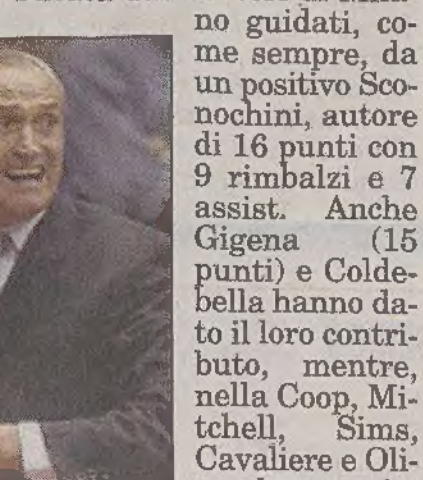 no guidati, co-
me sempre, da
un positivo Sco-
nochini, autore
di 16 punti con
9 rimbalzi e 7
assist. Anche
Gigena (15
punti) e Colde-
bella hanno da-
to il loro contri-
buto, mentre,
nella Coop, Mi-
tchell, Sims,
Cavaliere e Oli-